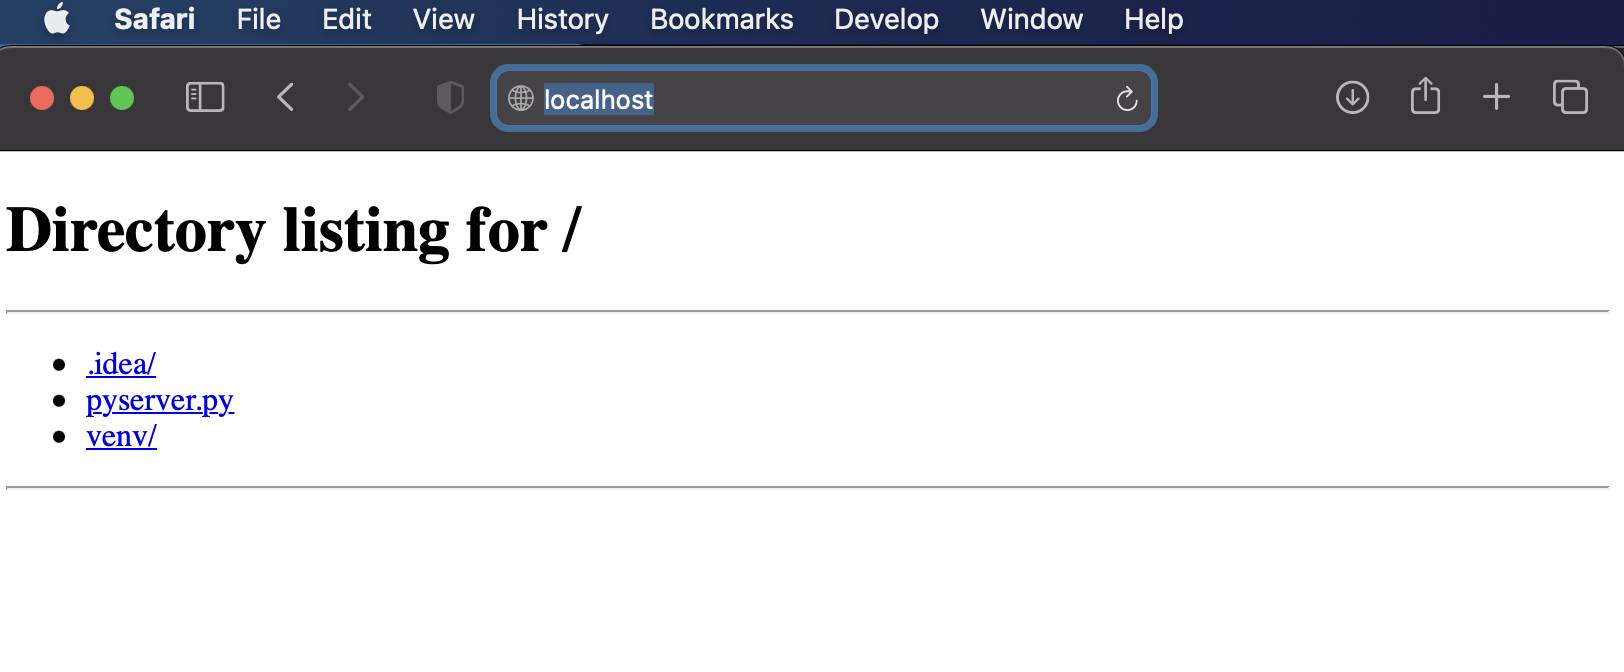 Safari File Edit View History Bookmarks Develop Window Help
localhost
Directory listing for /
.idea/
pyserver.py
venv/